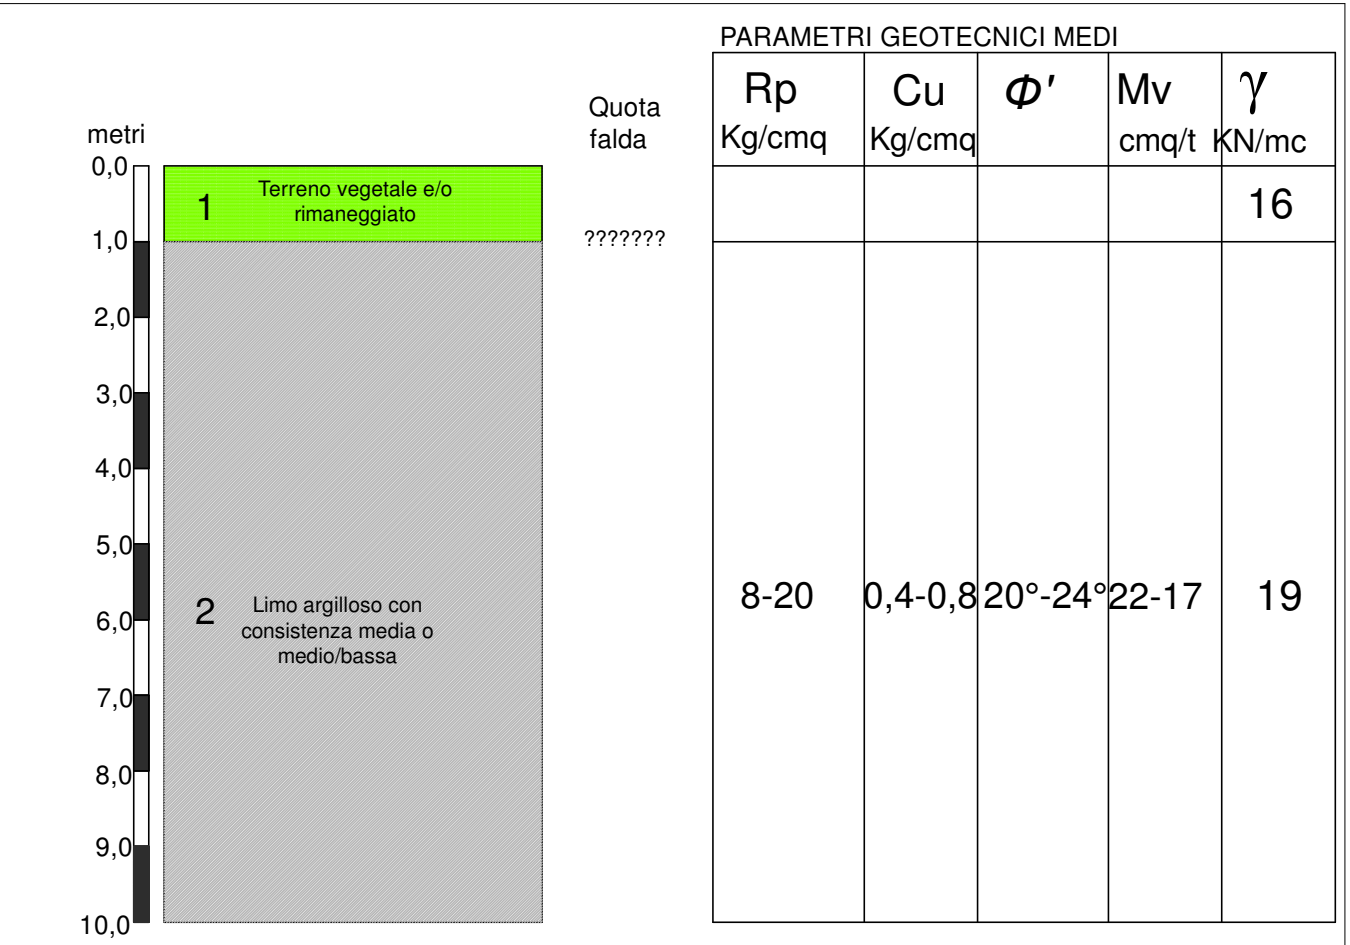 PARAMETRI GEOTECNICI MEDI
Rp Cu Φ' Mv γ
Kg/cmq Kg/cmq cmq/t KN/mc
Quota
falda
metri
0,0
1 Terreno vegetale e/o
rimaneggiato
16
1,0
???????
2,0
3,0
4,0
5,0
6,0
2 Limo argilloso con
consistenza media o
medio/bassa
8-20 0,4-0,8 20°-24° 22-17 19
7,0
8,0
9,0
10,0